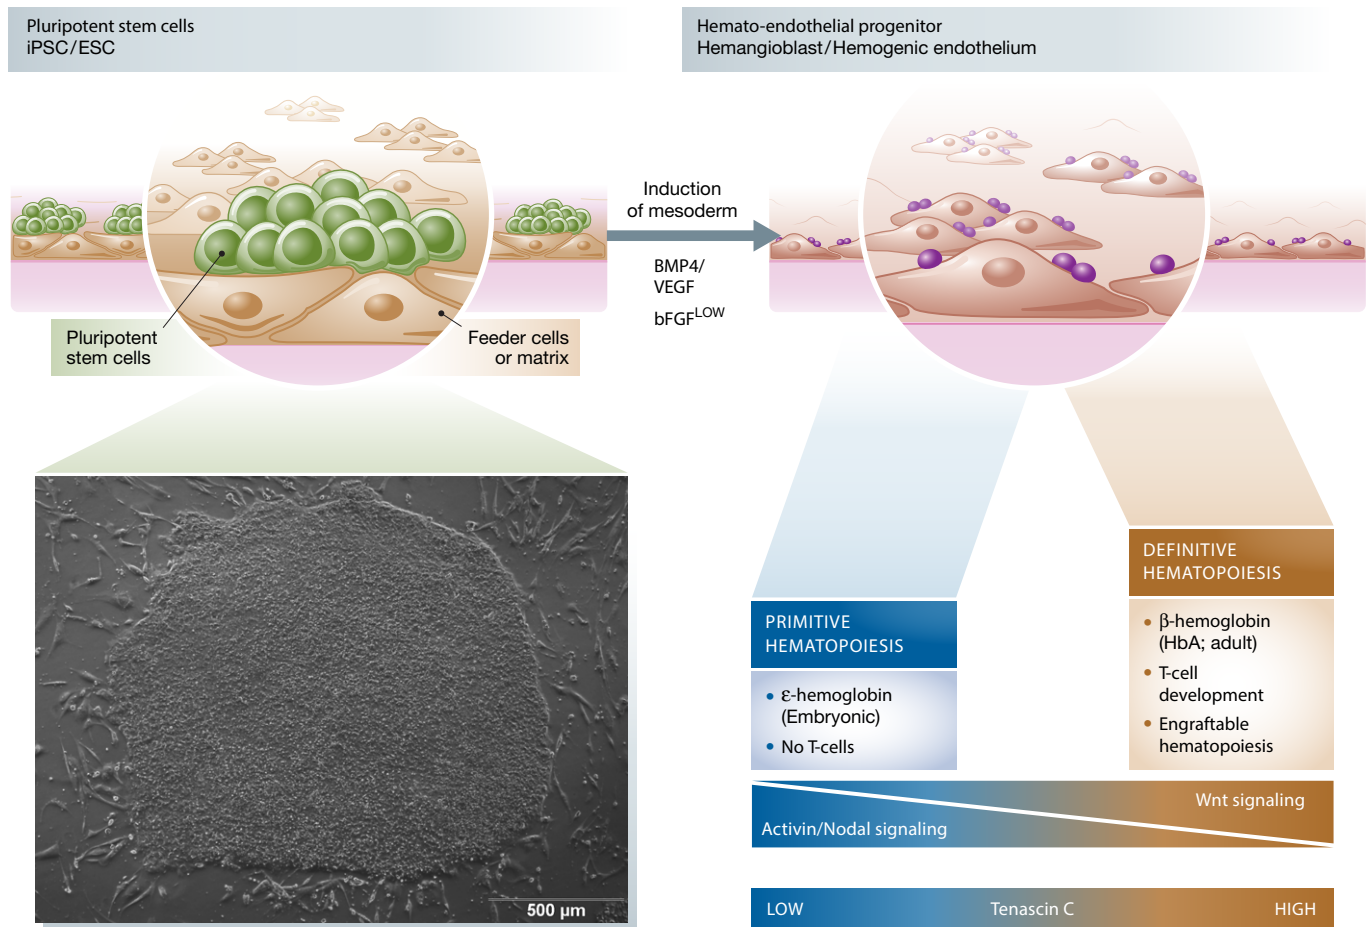 Pluripotent stem cells
iPSC/ESC
Hemato-endothelial progenitor
Hemangioblast/Hemogenic endothelium
Induction
of mesoderm
BMP4/
VEGF
bFGFLOW
Pluripotent
stem cells
Feeder cells
or matrix
500 µm
PRIMITIVE
HEMATOPOIESIS
• ε-hemoglobin
(Embryonic)
• No T-cells
DEFINITIVE
HEMATOPOIESIS
• β-hemoglobin
(HbA; adult)
• T-cell
development
• Engraftable
hematopoiesis
Wnt signaling
Activin/Nodal signaling
LOW Tenascin C HIGH